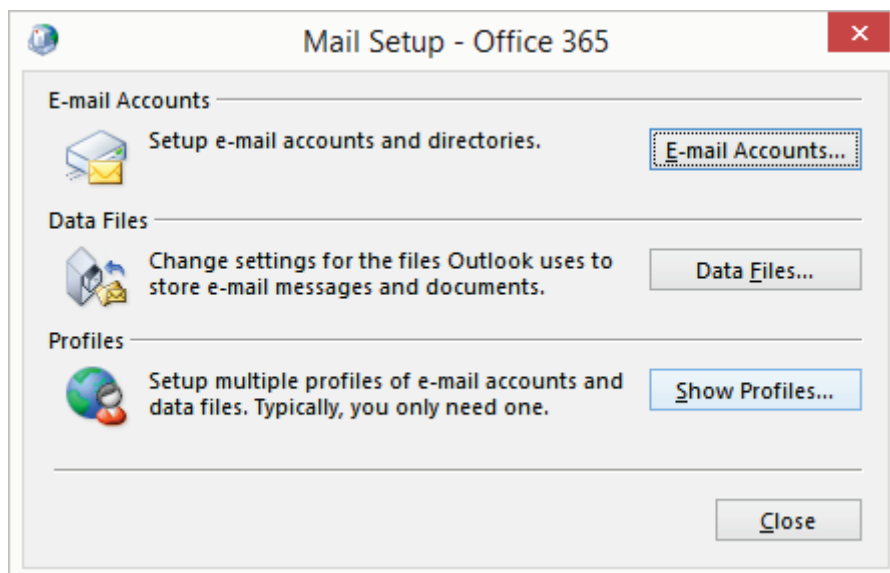 Mail Setup - Office 365
E-mail Accounts
Setup e-mail accounts and directories.
E-mail Accounts...
Data Files
Change settings for the files Outlook uses to
store e-mail messages and documents.
Data Files...
Profiles
Setup multiple profiles of e-mail accounts and
data files. Typically, you only need one.
Show Profiles...
Close